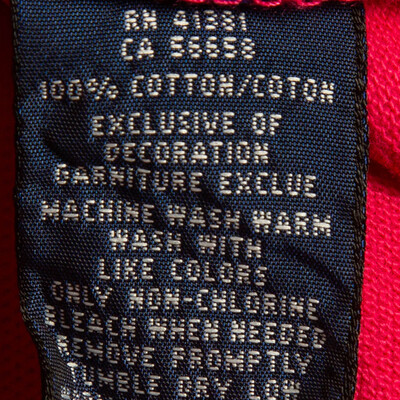 RN 41381
CA 56658
100% COTTON/COTON
EXCLUSIVE OF
DECORATION
GARNITURE EXCLUE
MACHINE WASH WARM
WASH WITH
LIKE COLORS
ONLY NON-CHLORINE
BLEACH WHEN NEEDED
REMOVE PROMPTLY
TUMBLE DRY LOW